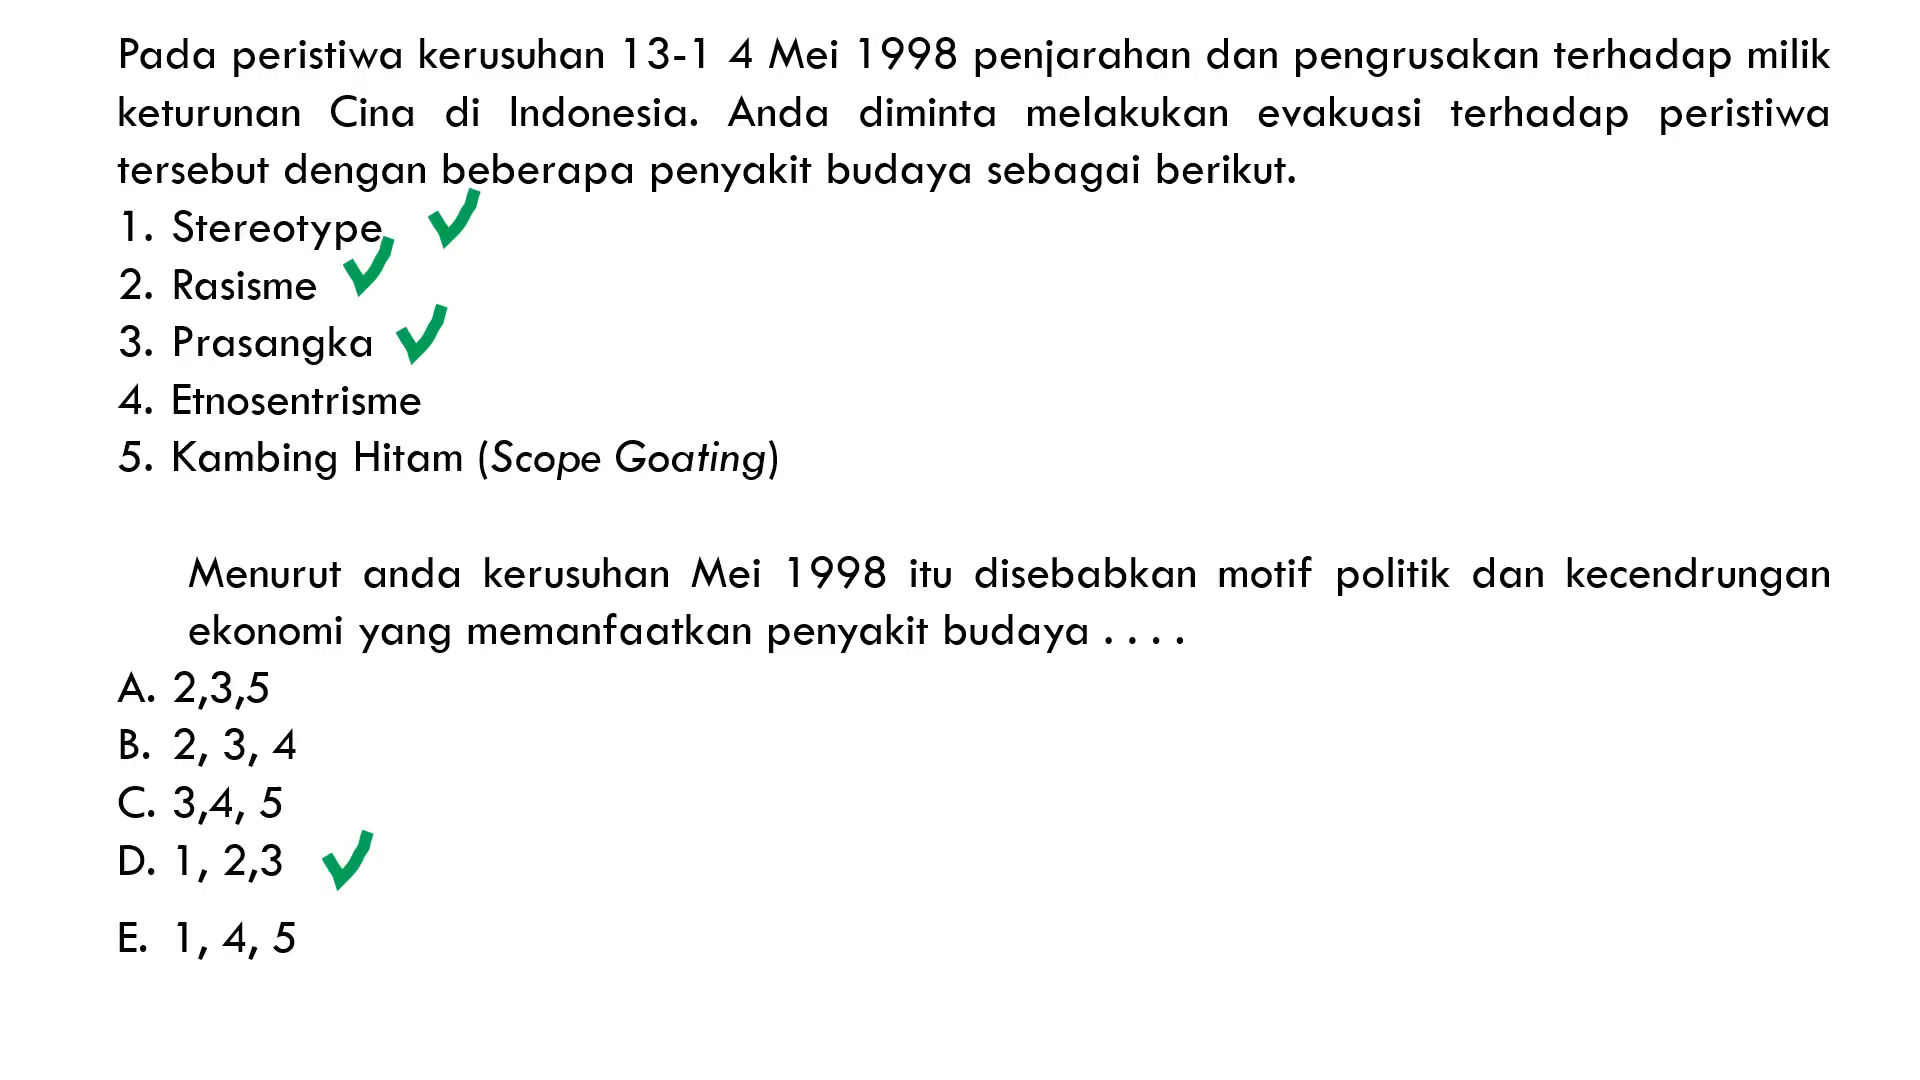 Pada peristiwa kerusuhan 13-1 4 Mei 1998 penjarahan dan pengrusakan terhadap milik
keturunan Cina di Indonesia. Anda diminta melakukan evakuasi terhadap peristiwa
tersebut dengan beberapa penyakit budaya sebagai berikut.
1. Stereotype
2. Rasisme
3. Prasangka
4. Etnosentrisme
5. Kambing Hitam (Scope Goating)
Menurut anda kerusuhan Mei 1998 itu disebabkan motif politik dan kecendrungan
ekonomi yang memanfaatkan penyakit budaya . . . .
A. 2,3,5
B. 2, 3, 4
C. 3,4, 5
D. 1, 2,3
E. 1, 4, 5